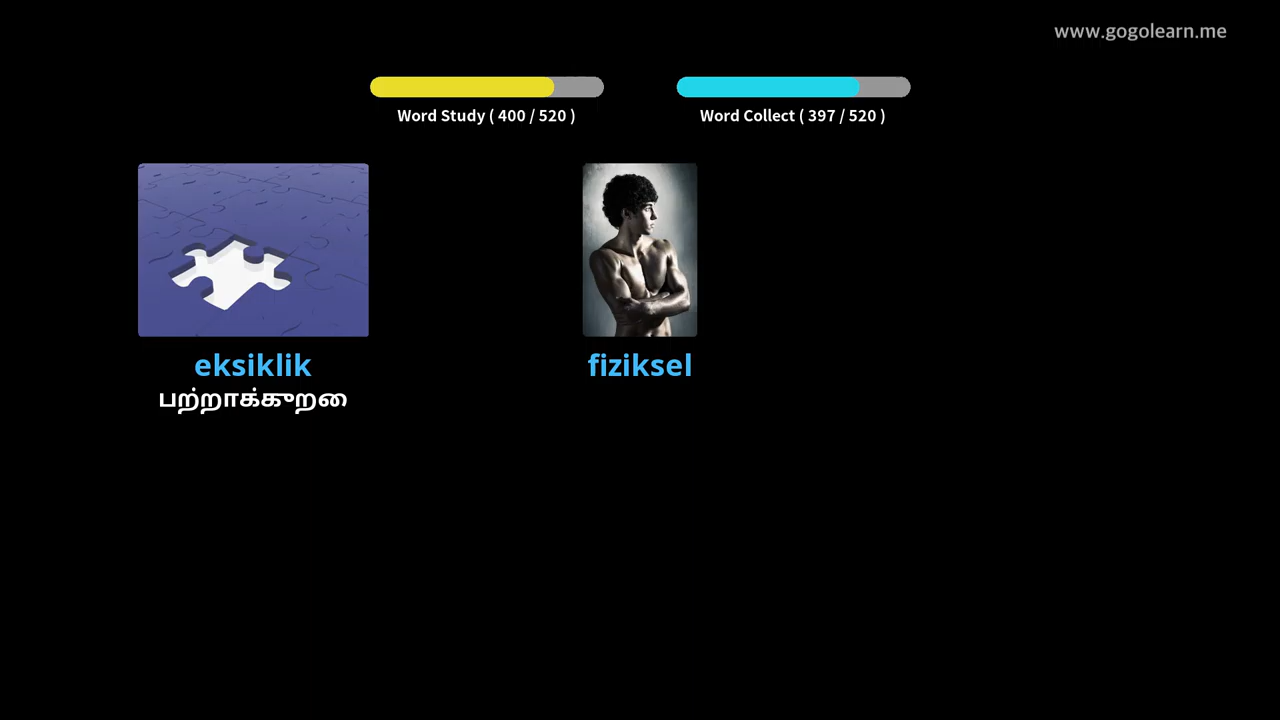 www.gogolearn.me
Word Study ( 400 / 520 )
Word Collect ( 397 / 520 )
eksiklik
பற்றாக்குறை
fiziksel